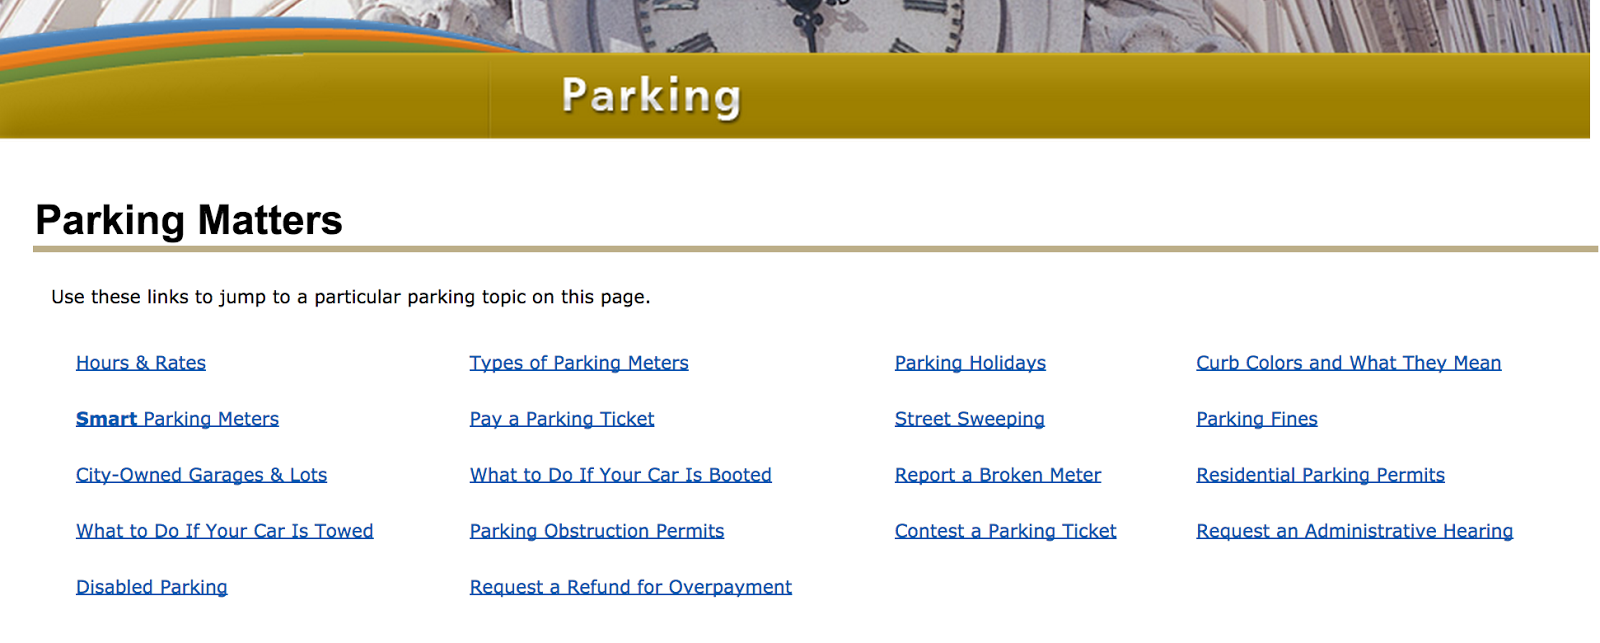 Parking
Parking Matters
Use these links to jump to a particular parking topic on this page.
Hours & Rates Types of Parking Meters Parking Holidays Curb Colors and What They Mean
Smart Parking Meters Pay a Parking Ticket Street Sweeping Parking Fines
City-Owned Garages & Lots What to Do If Your Car Is Booted Report a Broken Meter Residential Parking Permits
What to Do If Your Car Is Towed Parking Obstruction Permits Contest a Parking Ticket Request an Administrative Hearing
Disabled Parking Request a Refund for Overpayment